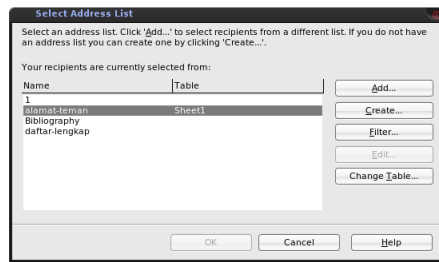 Select Address List
Select an address list. Click 'Add...' to select recipients from a different list. If you do not have
an address list you can create one by clicking 'Create...'.
Your recipients are currently selected from:
Name Table
1
alamat-teman Sheet1
Bibliography
daftar-lengkap
Add...
Create...
Filter...
Edit...
Change Table...
OK Cancel Help